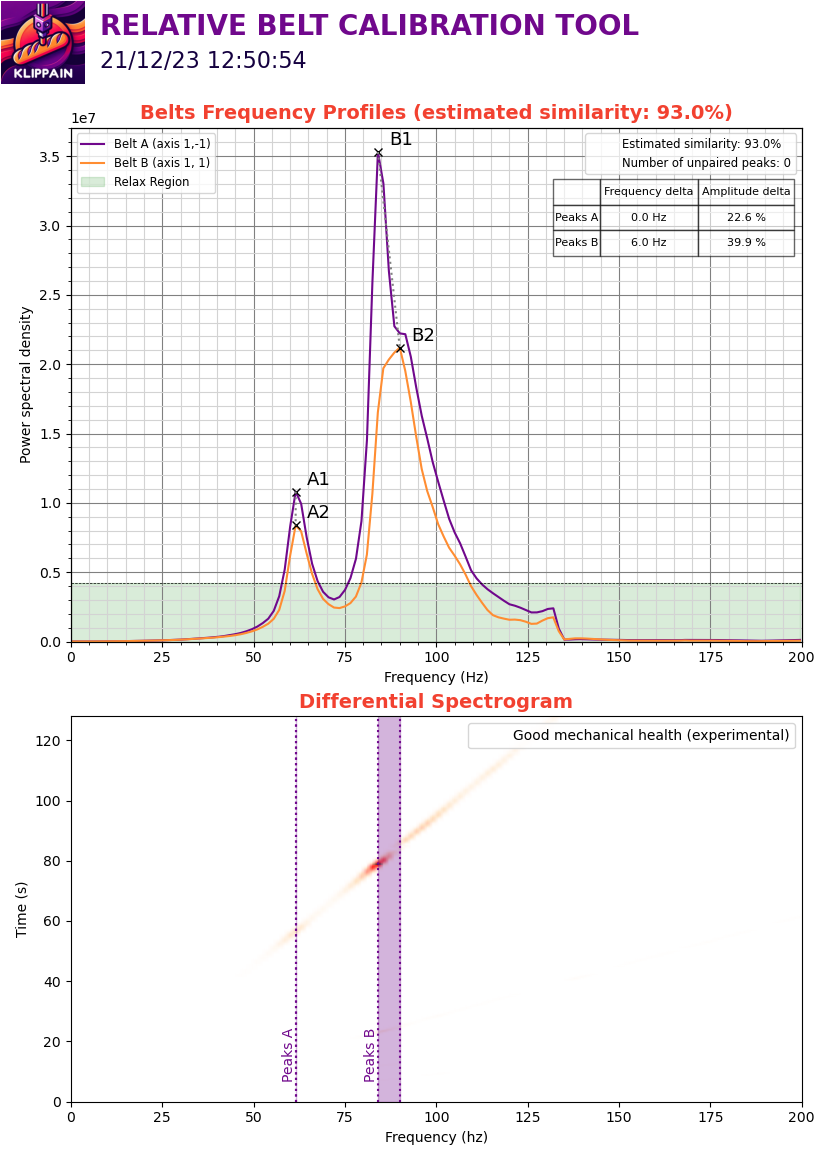 KLIPPAIN
RELATIVE BELT CALIBRATION TOOL
21/12/23 12:50:54
Belts Frequency Profiles (estimated similarity: 93.0%)
1e7
Belt A (axis 1,-1)
Belt B (axis 1, 1)
Relax Region
B1
Estimated similarity: 93.0%
Number of unpaired peaks: 0
Frequency delta Amplitude delta
Peaks A 0.0 Hz 22.6 %
Peaks B 6.0 Hz 39.9 %
B2
A1
A2
Power spectral density
3.5
3.0
2.5
2.0
1.5
1.0
0.5
0.0
0 25 50 75 100 125 150 175 200
Frequency (Hz)
Differential Spectrogram
Good mechanical health (experimental)
Time (s)
120
100
80
60
40
20
0
Peaks A
Peaks B
0 25 50 75 100 125 150 175 200
Frequency (hz)